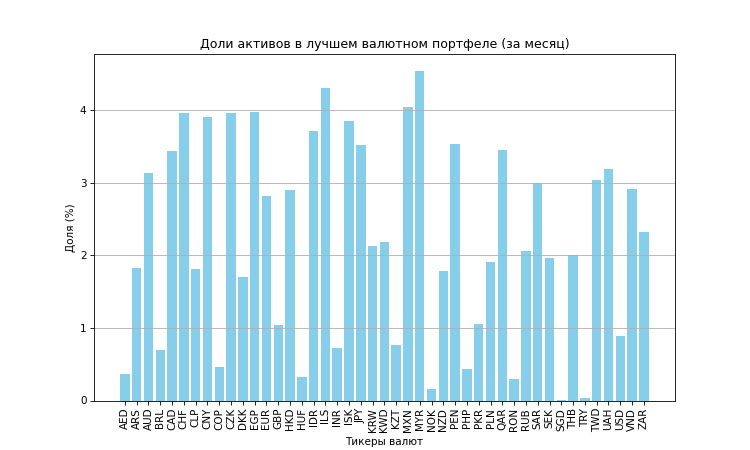 Доли активов в лучшем валютном портфеле (за месяц)
Доля (%)
4
3
2
1
0
AED ARS AUD BRL CAD CHF CLP CNY COP CZK DKK EGP EUR GBP HKD HUF IDR ILS INR ISK JPY KRW KWD KZT MXN MYR NOK NZD PEN PHP PKR PLN QAR RON RUB SAR SEK SGD THB TRY TWD UAH USD VND ZAR
Тикеры валют